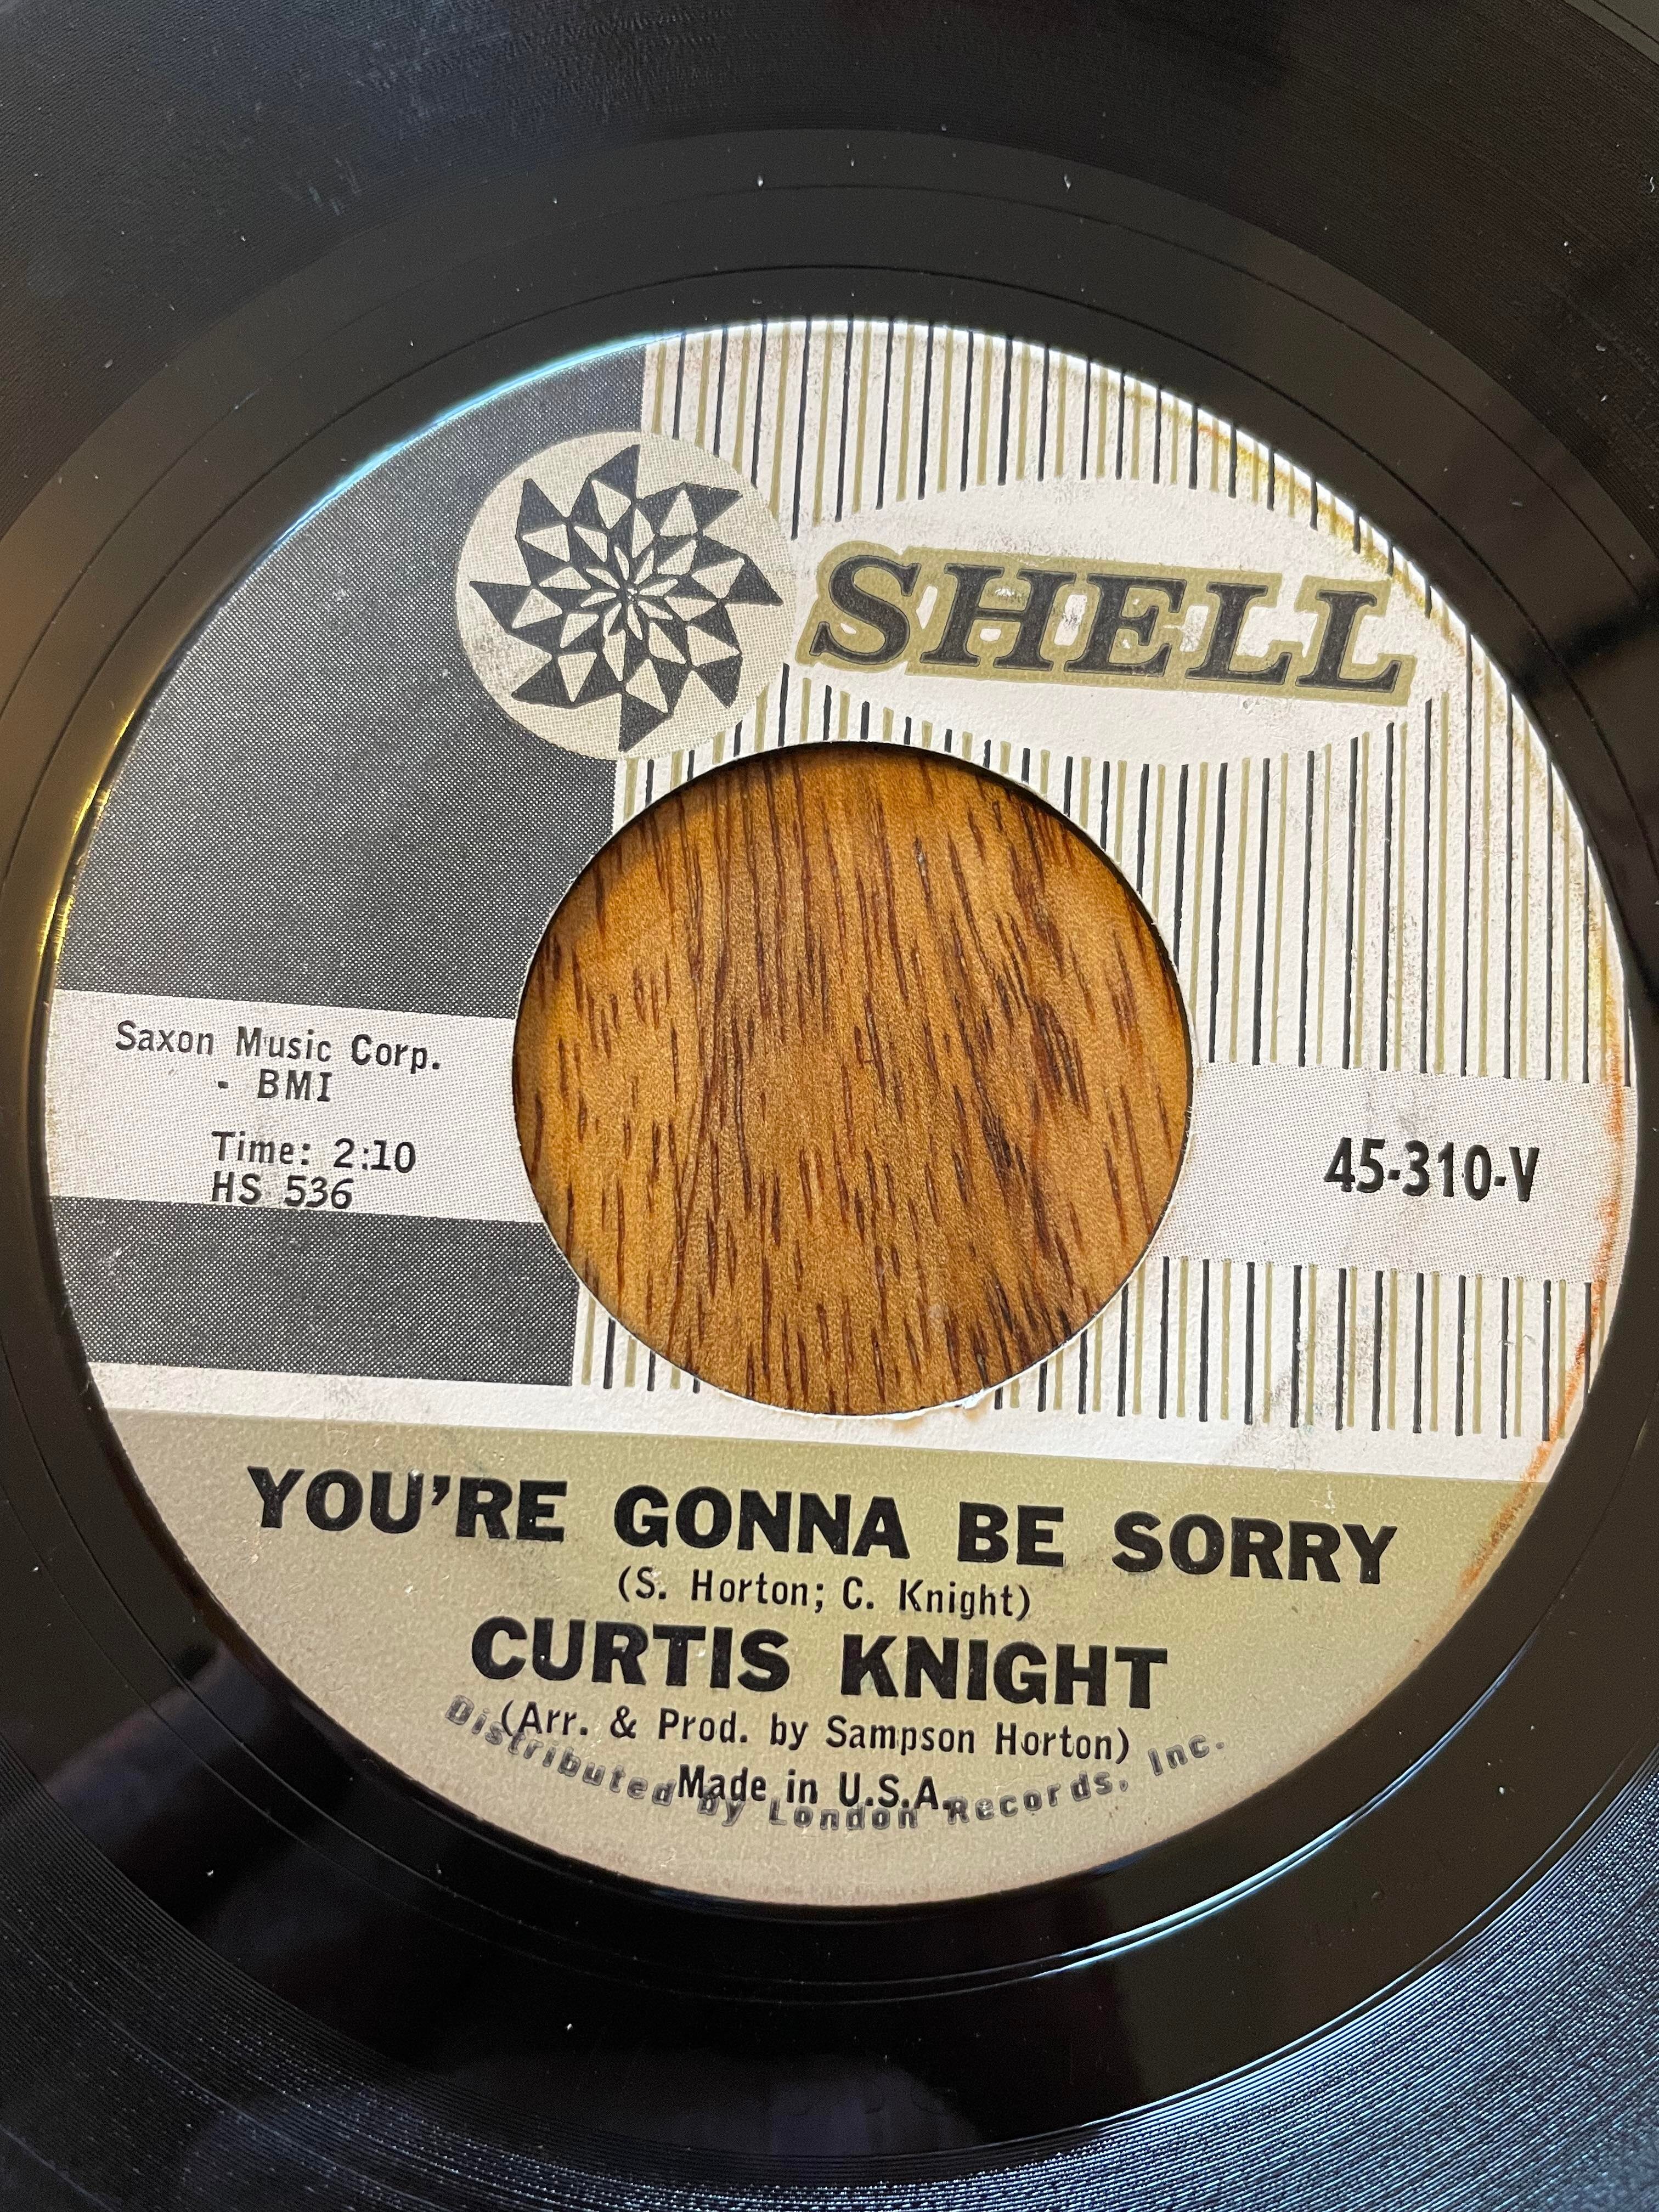 SHELL
Saxon Music Corp.
- BMI
Time: 2:10
HS 536
45-310-V
YOU'RE GONNA BE SORRY
(S. Horton; C. Knight)
CURTIS KNIGHT
(Arr. & Prod. by Sampson Horton)
Made in U.S.A.
Distributed by London Records, Inc.